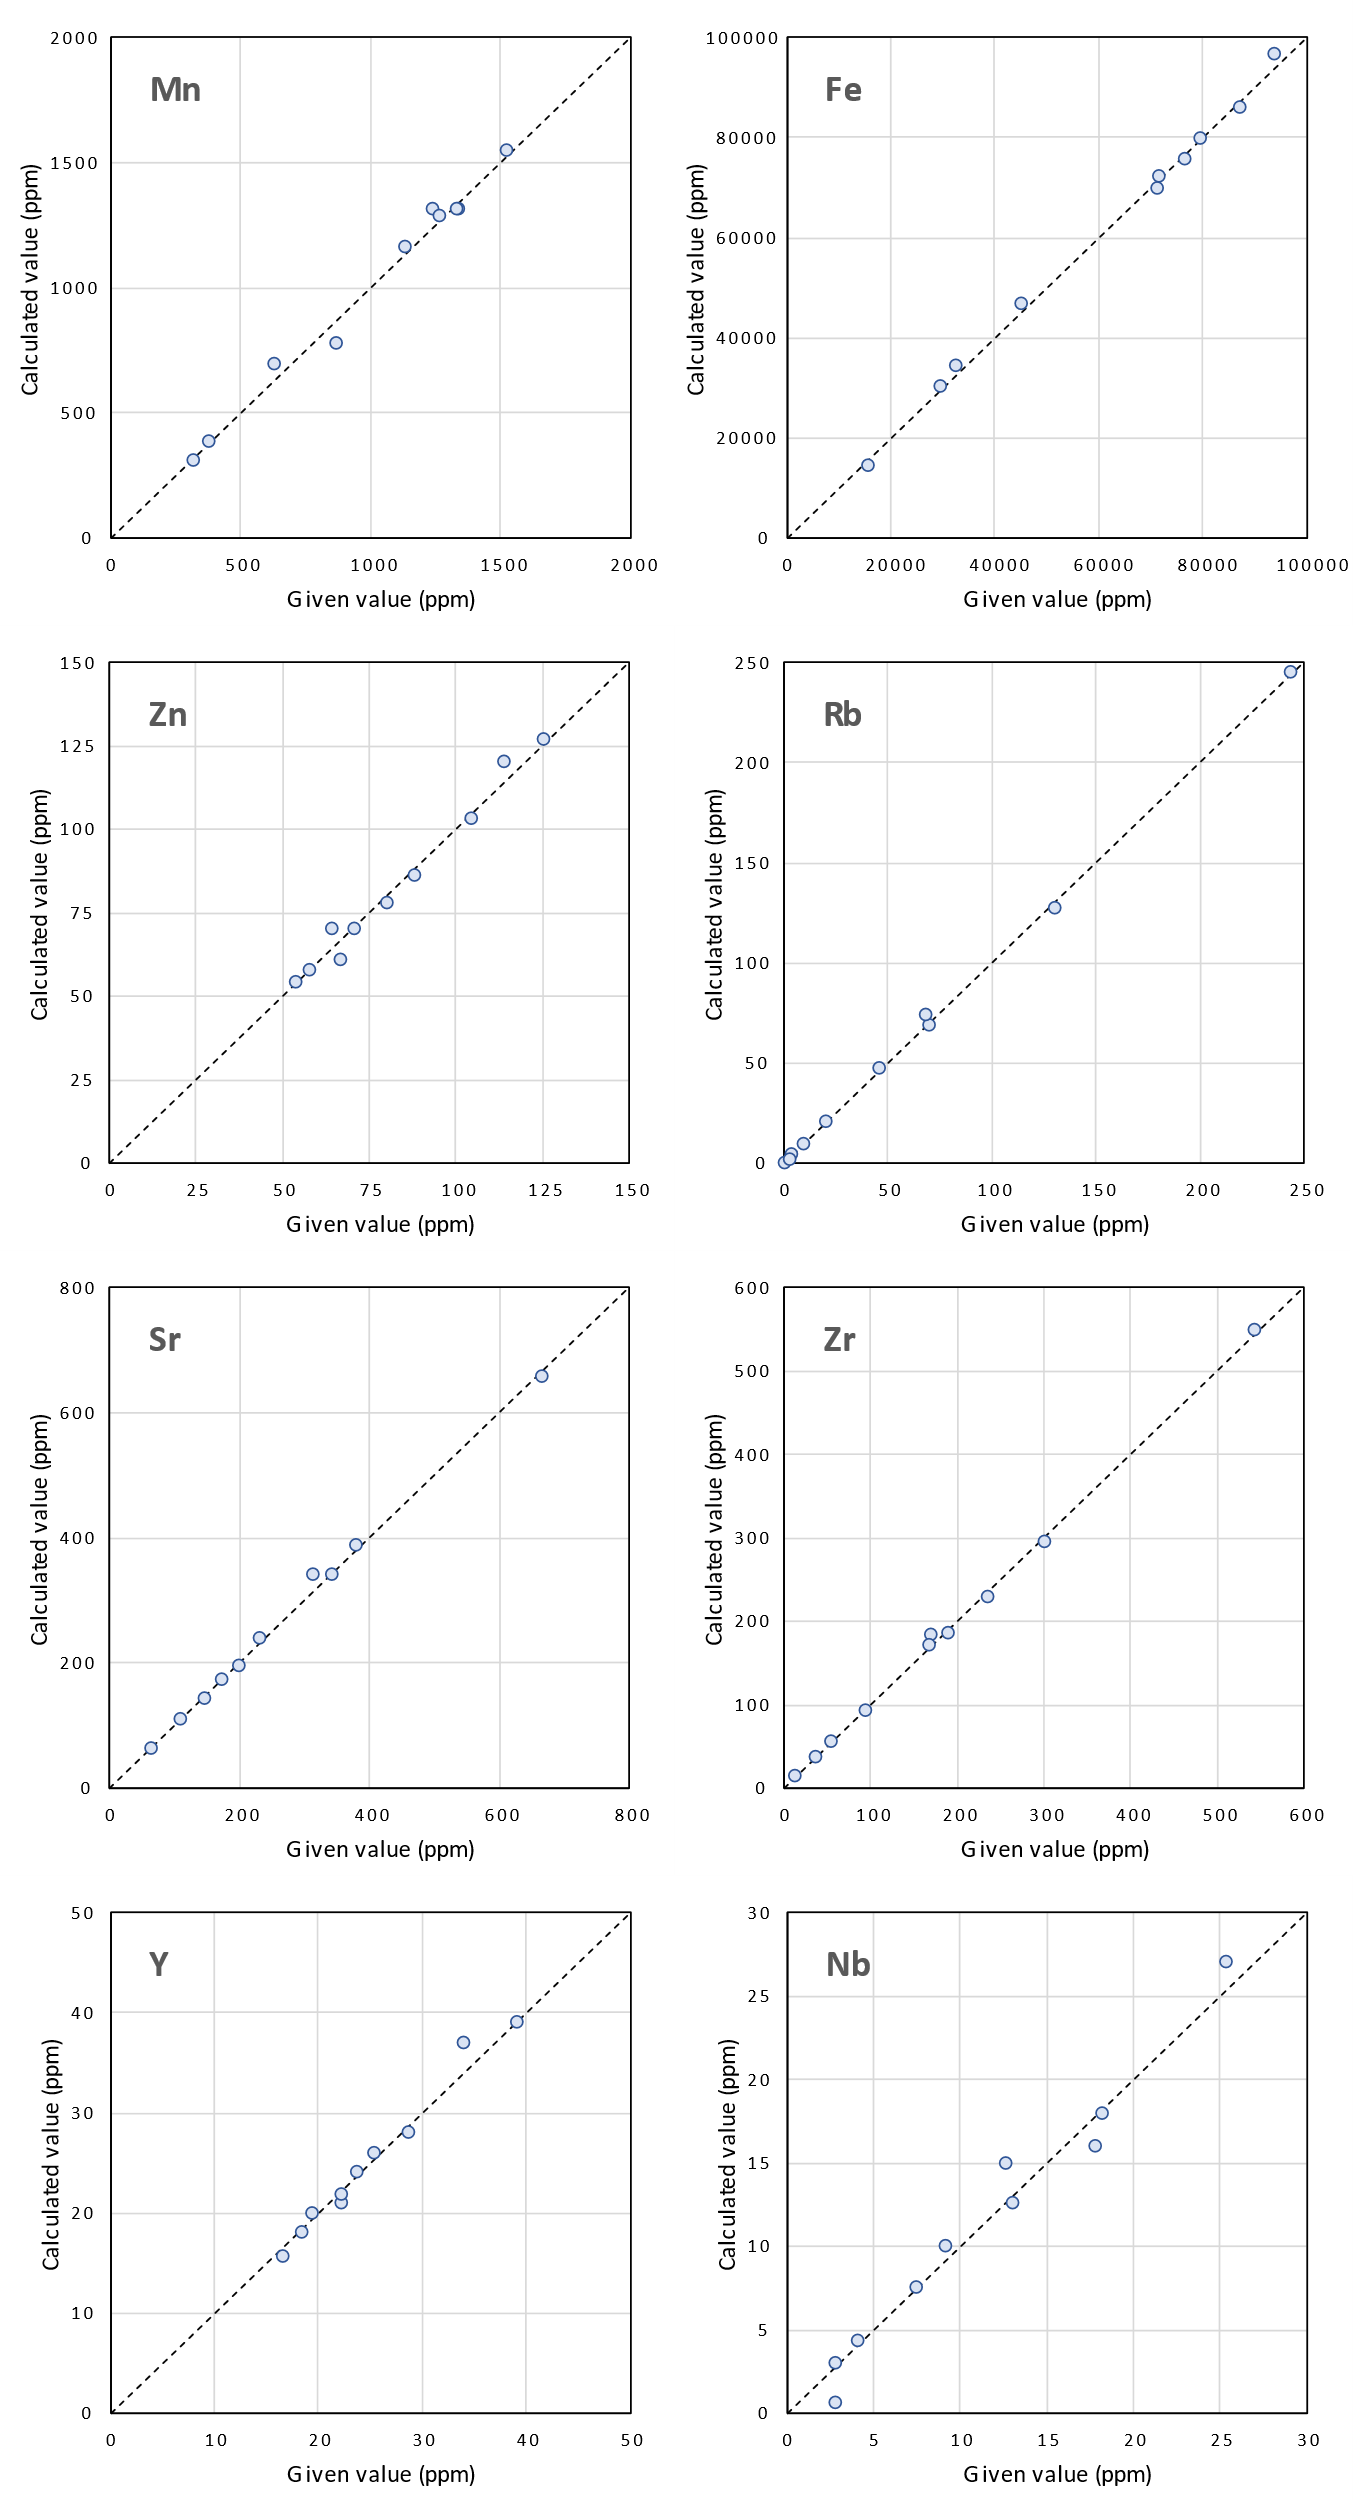 Mn
Calculated value (ppm)
2000
1500
1000
500
0
0 500 1000 1500 2000
Given value (ppm)
Fe
Calculated value (ppm)
100000
80000
60000
40000
20000
0
0 20000 40000 60000 80000 100000
Given value (ppm)
Zn
Calculated value (ppm)
150
125
100
75
50
25
0
0 25 50 75 100 125 150
Given value (ppm)
Rb
Calculated value (ppm)
250
200
150
100
50
0
0 50 100 150 200 250
Given value (ppm)
Sr
Calculated value (ppm)
800
600
400
200
0
0 200 400 600 800
Given value (ppm)
Zr
Calculated value (ppm)
600
500
400
300
200
100
0
0 100 200 300 400 500 600
Given value (ppm)
Y
Calculated value (ppm)
50
40
30
20
10
0
0 10 20 30 40 50
Given value (ppm)
Nb
Calculated value (ppm)
30
25
20
15
10
5
0
0 5 10 15 20 25 30
Given value (ppm)